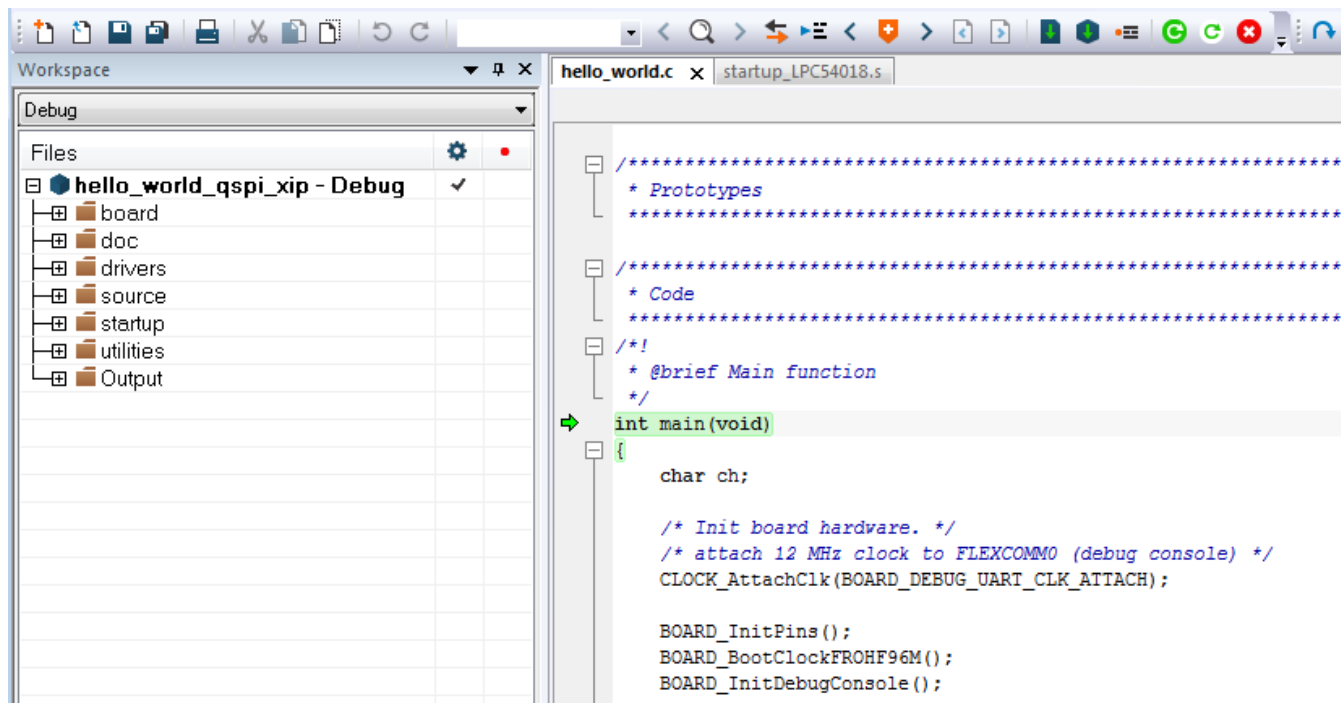 Workspace
Debug
Files
hello_world_qspi_xip - Debug
board
doc
drivers
source
startup
utilities
Output
hello_world.c x startup_LPC54018.s
/*****************************************************************
* Prototypes
*****************************************************************
/*****************************************************************
* Code
*****************************************************************
/*!
* @brief Main function
*/
int main(void)
{
char ch;
/* Init board hardware. */
/* attach 12 MHz clock to FLEXCOMM0 (debug console) */
CLOCK_AttachClk(BOARD_DEBUG_UART_CLK_ATTACH);
BOARD_InitPins();
BOARD_BootClockFROHF96M();
BOARD_InitDebugConsole();